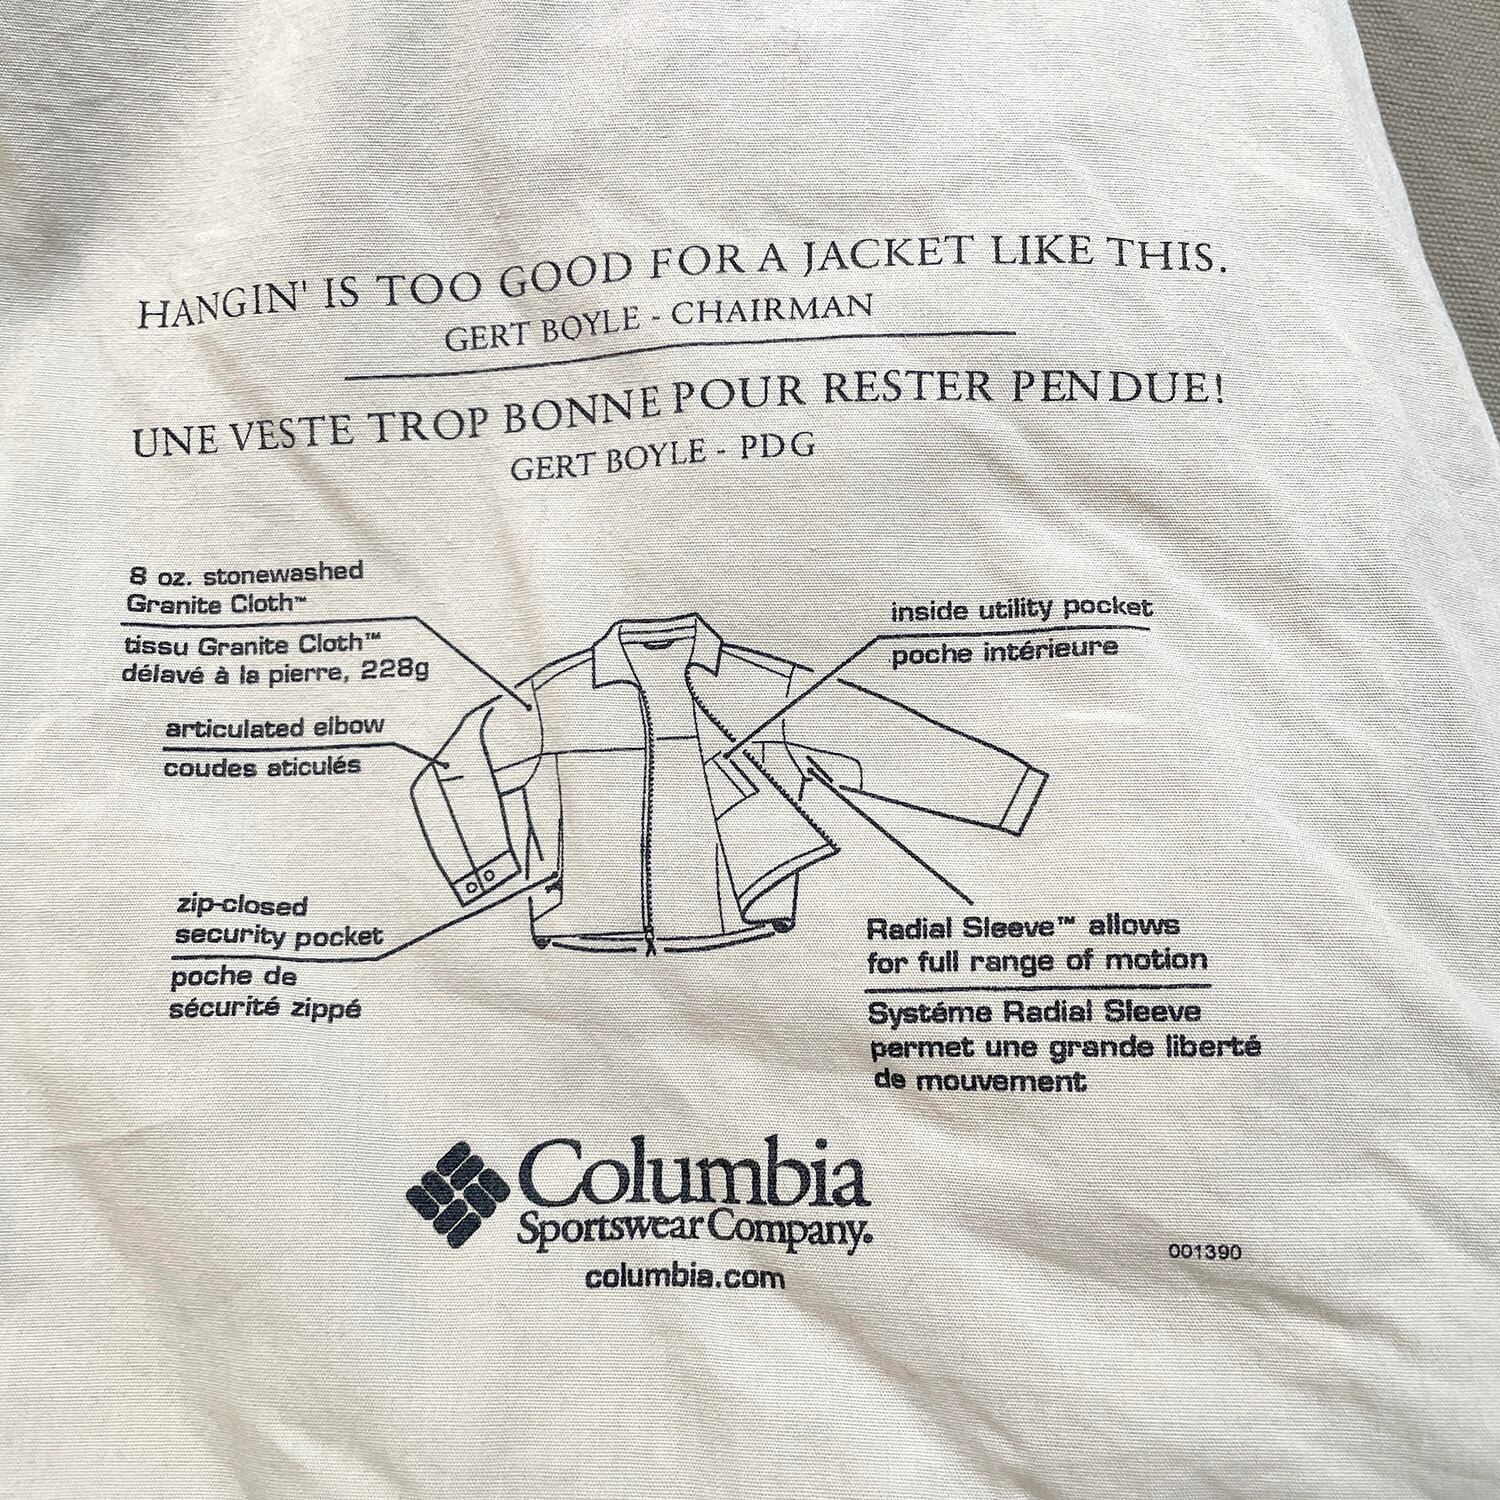 HANGIN' IS TOO GOOD FOR A JACKET LIKE THIS.
GERT BOYLE - CHAIRMAN
UNE VESTE TROP BONNE POUR RESTER PENDUE!
GERT BOYLE - PDG
8 oz. stonewashed
Granite Cloth™
tissu Granite Cloth™
délavé à la pierre, 228g
articulated elbow
coudes aticulés
zip-closed
security pocket
poche de
sécurité zippé
inside utility pocket
poche intérieure
Radial Sleeve™ allows
for full range of motion
Systéme Radial Sleeve
permet une grande liberté
de mouvement
Columbia
Sportswear Company®
columbia.com
001390